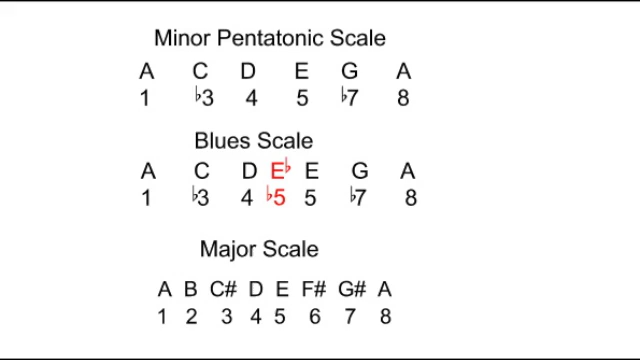 Minor Pentatonic Scale
A C D E G A
1 ♭3 4 5 ♭7 8
Blues Scale
A C D E♭ E G A
1 ♭3 4 ♭5 5 ♭7 8
Major Scale
A B C# D E F# G# A
1 2 3 4 5 6 7 8